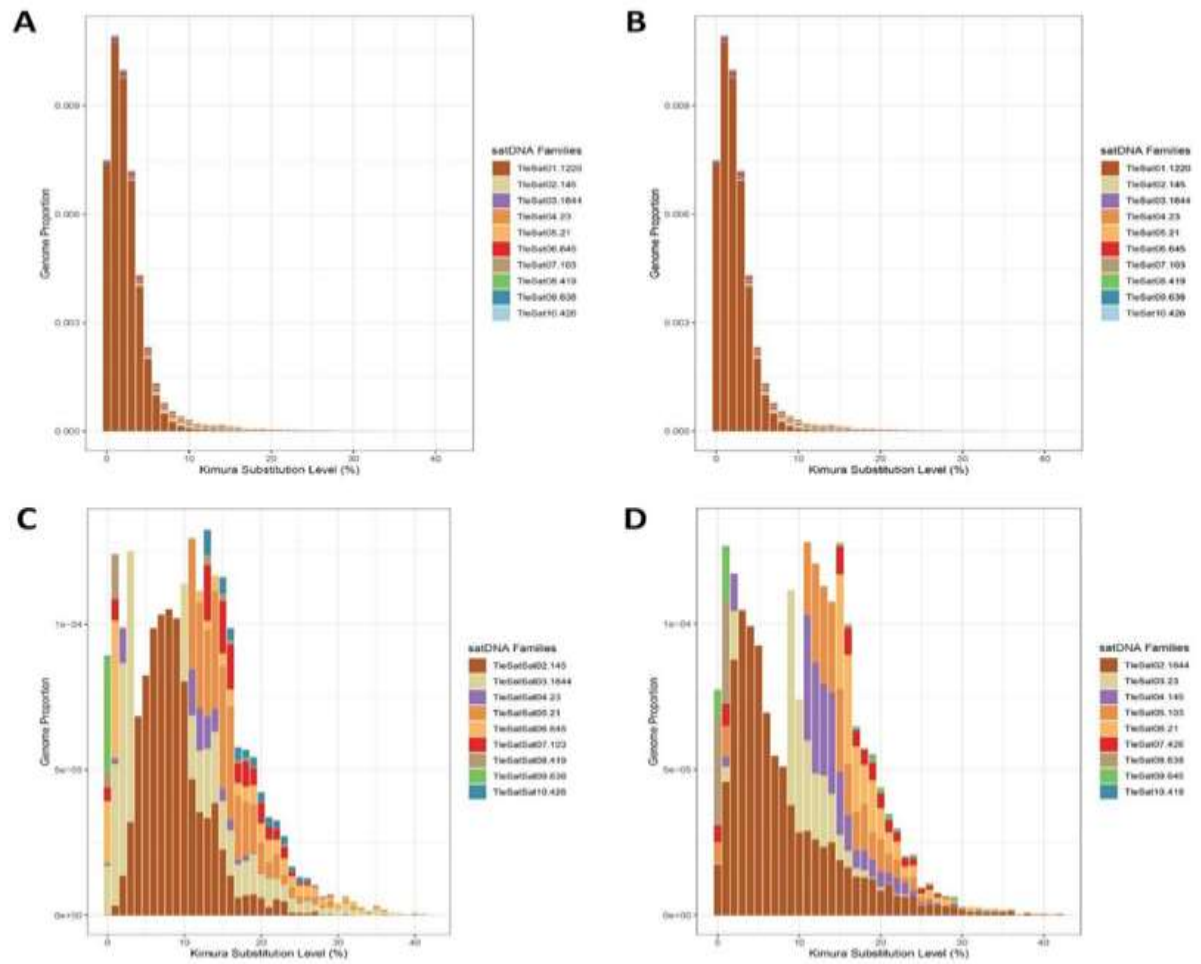 A
0.009
0.006
0.003
0.000
Genome Proportion
0 10 20 30 40
Kimura Substitution Level (%)
satDNA Families
TleSat01.1220
TleSat02.145
TleSat03.1844
TleSat04.23
TleSat05.21
TleSat06.645
TleSat07.103
TleSat08.419
TleSat09.638
TleSat10.426
B
0.009
0.006
0.003
0.000
Genome Proportion
0 10 20 30 40
Kimura Substitution Level (%)
satDNA Families
TleSat01.1220
TleSat02.145
TleSat03.1844
TleSat04.23
TleSat05.21
TleSat06.645
TleSat07.103
TleSat08.419
TleSat09.638
TleSat10.426
C
1e-04
5e-05
0e+00
Genome Proportion
0 10 20 30 40
Kimura Substitution Level (%)
satDNA Families
TleSatSat02.145
TleSatSat03.1844
TleSatSat04.23
TleSatSat05.21
TleSatSat06.645
TleSatSat07.103
TleSatSat08.419
TleSatSat09.638
TleSatSat10.426
D
1e-04
5e-05
0e+00
Genome Proportion
0 10 20 30 40
Kimura Substitution Level (%)
satDNA Families
TleSat02.1844
TleSat03.23
TleSat04.145
TleSat05.103
TleSat06.21
TleSat07.426
TleSat08.638
TleSat09.645
TleSat10.419